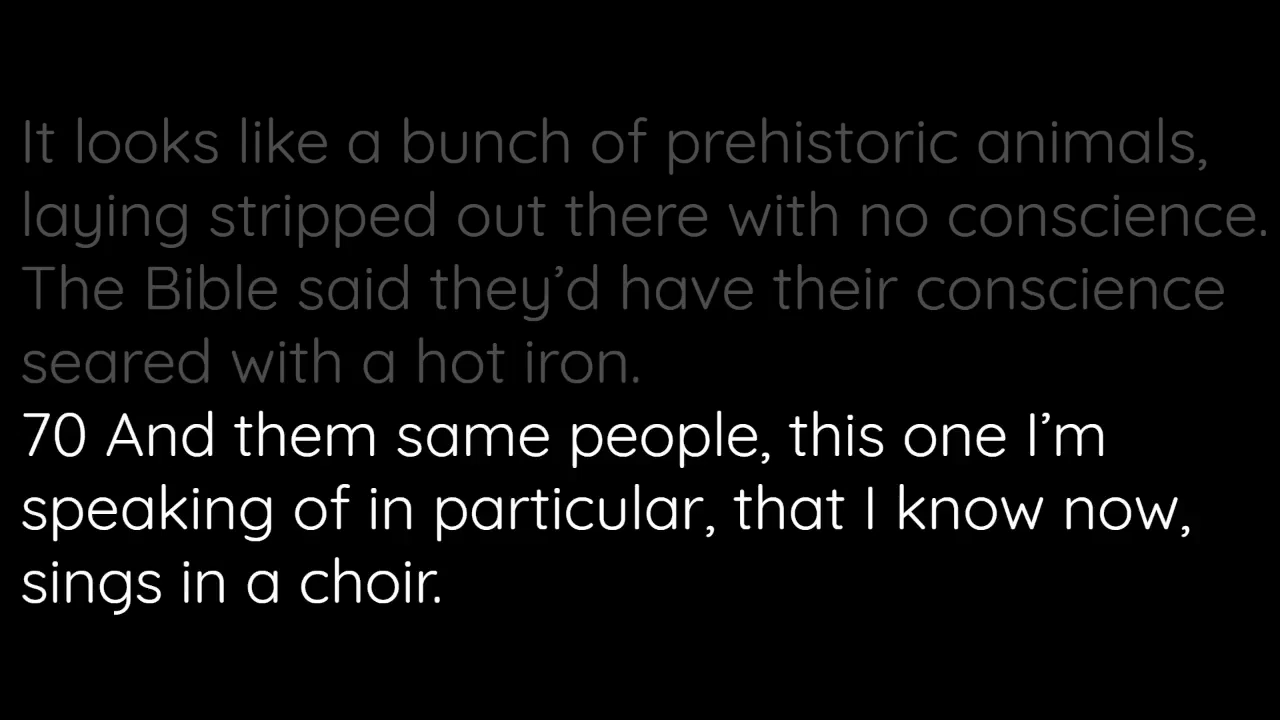 It looks like a bunch of prehistoric animals,
laying stripped out there with no conscience.
The Bible said they’d have their conscience
seared with a hot iron.
70 And them same people, this one I’m
speaking of in particular, that I know now,
sings in a choir.